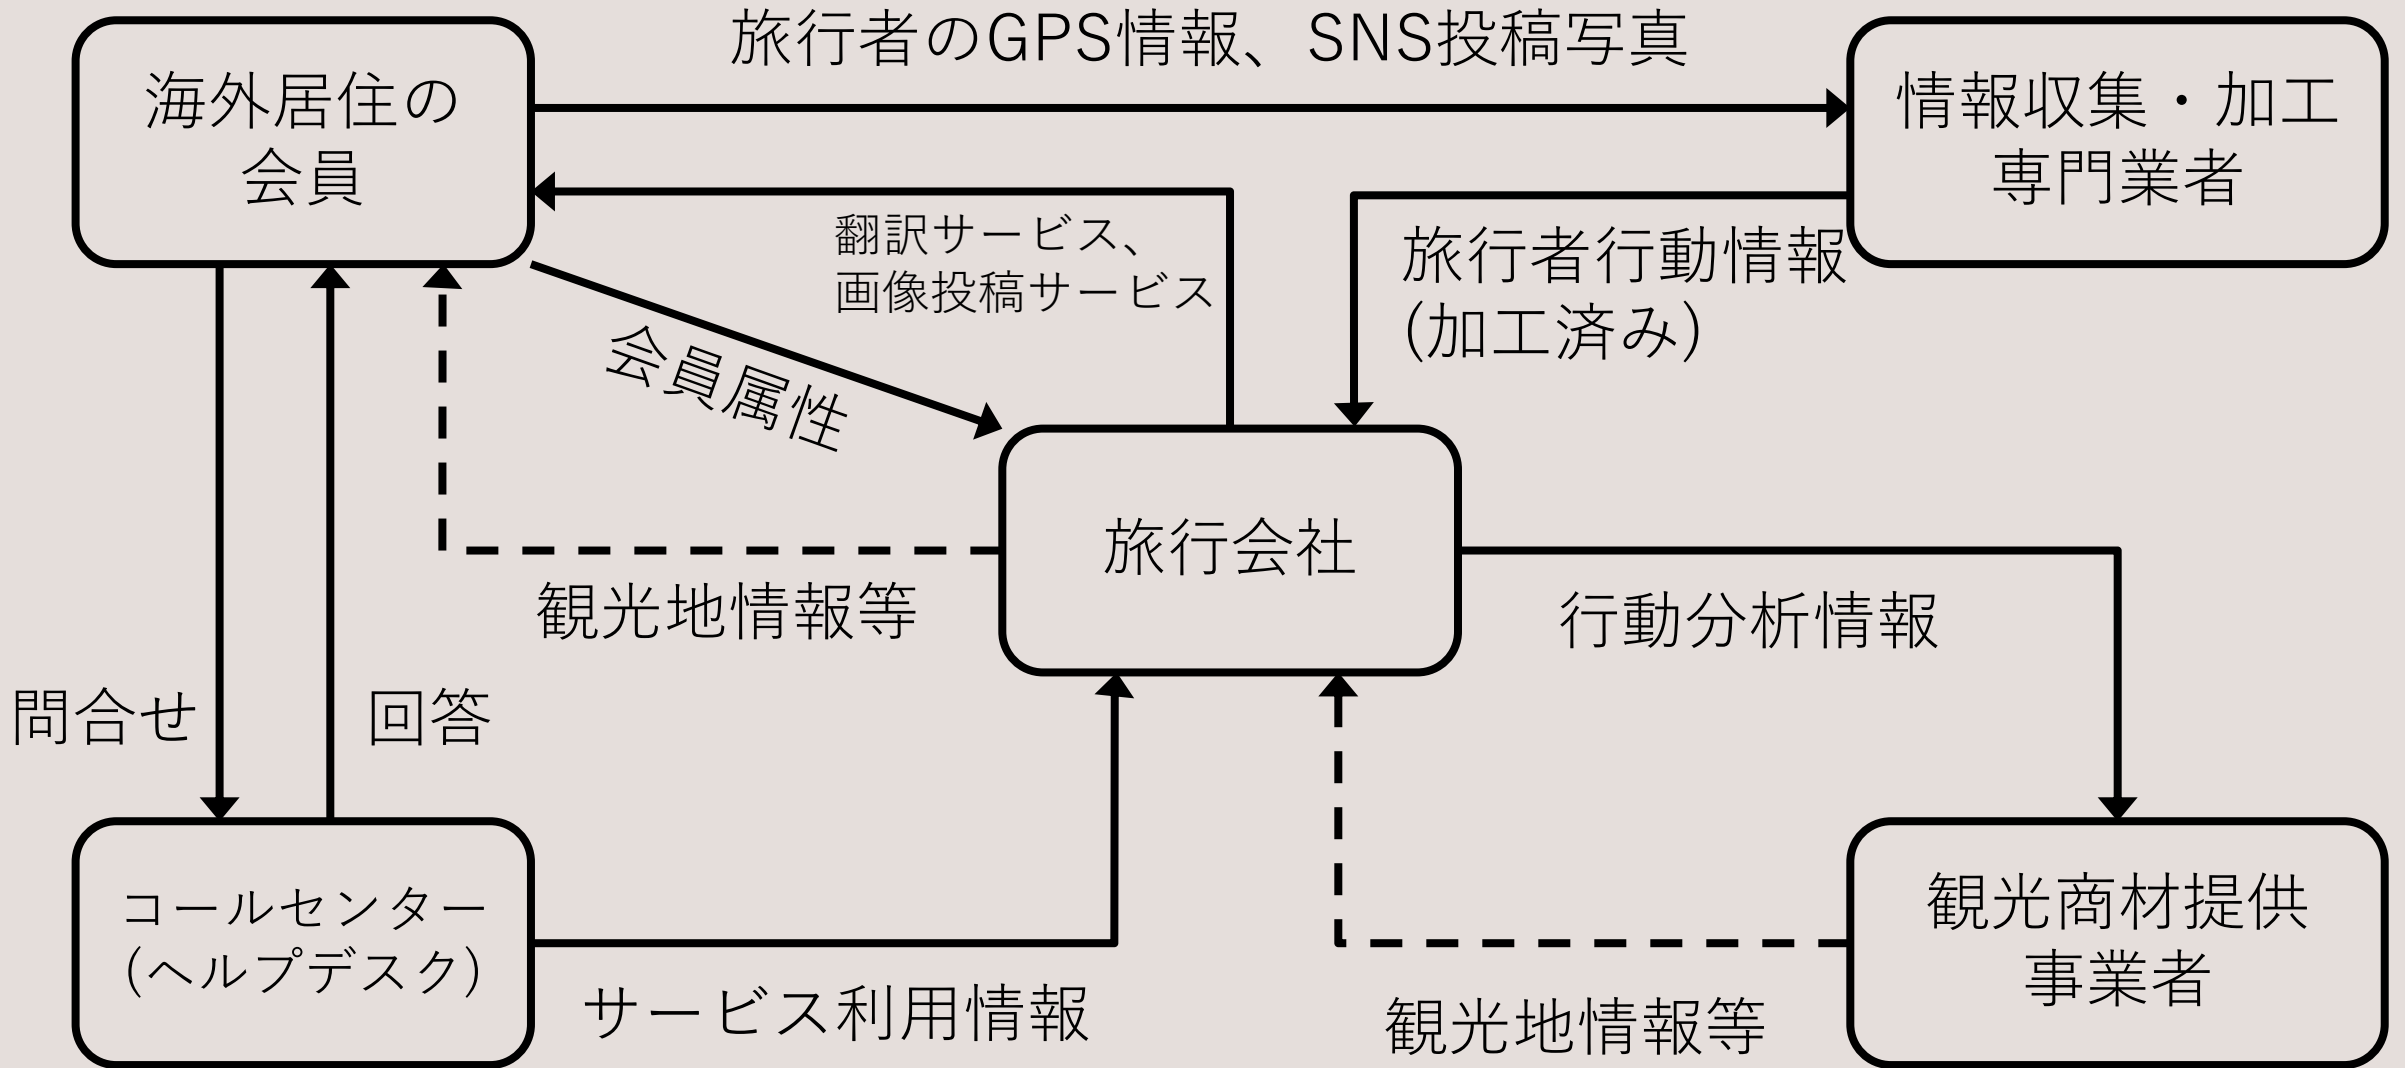 旅行者のGPS情報、SNS投稿写真
海外居住の
会員
情報収集・加工
専門業者
翻訳サービス、
画像投稿サービス
旅行者行動情報
(加工済み)
会員属性
旅行会社
観光地情報等
行動分析情報
問合せ
回答
コールセンター
(ヘルプデスク)
観光商材提供
事業者
サービス利用情報
観光地情報等